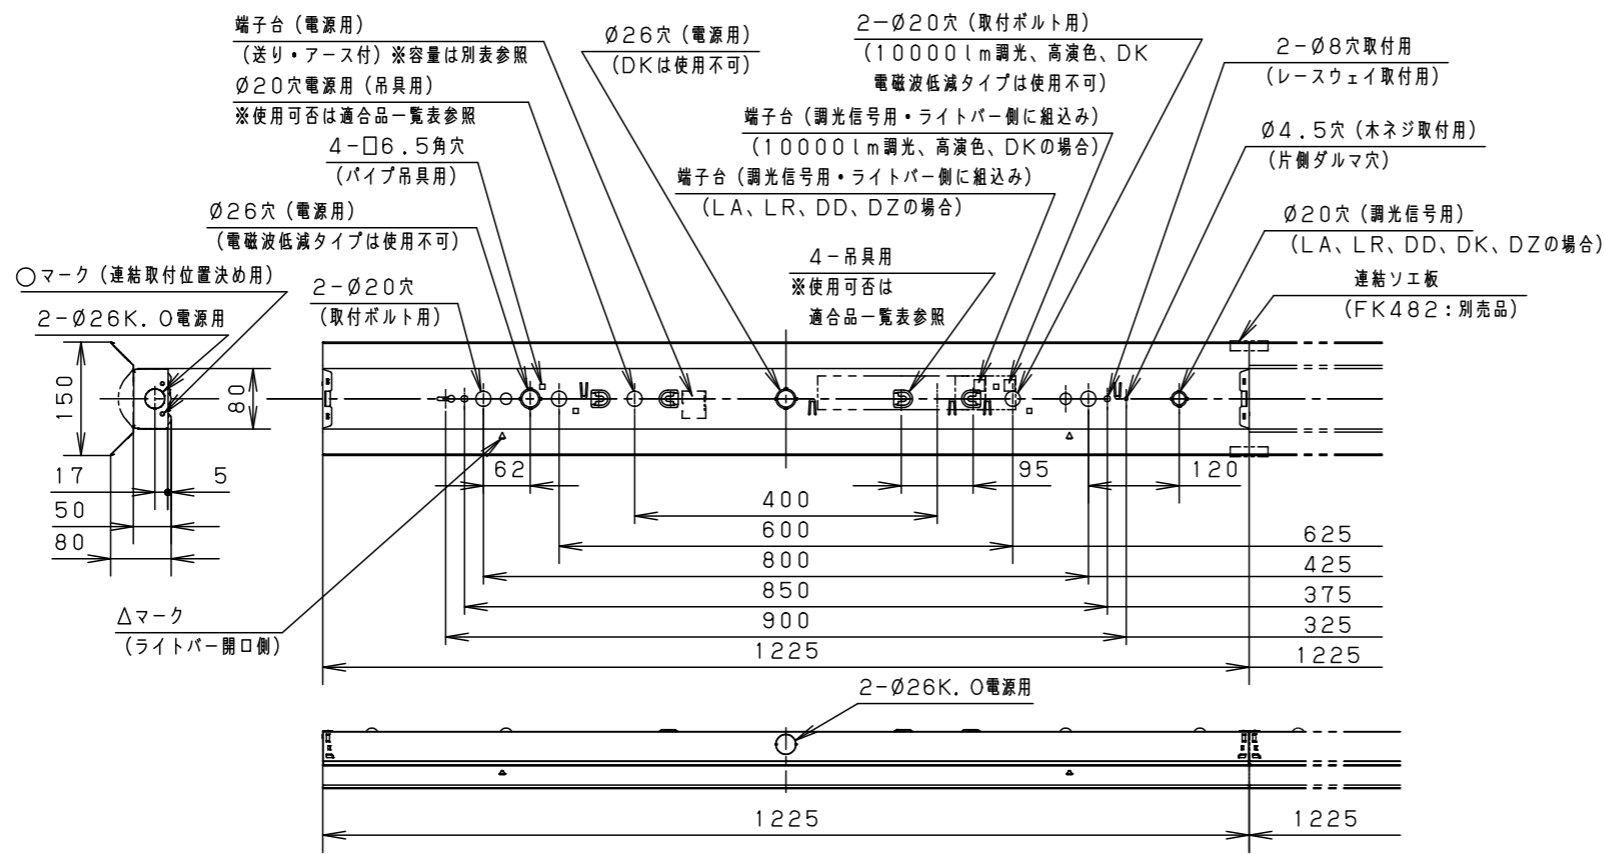 端子台（電源用）
（送り・アース付）※容量は別表参照
Ø20穴電源用（吊具用）
※使用可否は適合品一覧表参照
4-□6.5角穴
（パイプ吊具用）
Ø26穴（電源用）
（電磁波低減タイプは使用不可）
○マーク（連結取付位置決め用）
2-Ø26K.O電源用
2-Ø20穴
（取付ボルト用）
Ø26穴（電源用）
（DKは使用不可）
2-Ø20穴（取付ボルト用）
（10000lm調光、高演色、DK
電磁波低減タイプは使用不可）
端子台（調光信号用・ライトバー側に組込み）
（10000lm調光、高演色、DKの場合）
端子台（調光信号用・ライトバー側に組込み）
（LA、LR、DD、DZの場合）
4-吊具用
※使用可否は
適合品一覧表参照
2-Ø8穴取付用
（レースウェイ取付用）
Ø4.5穴（木ネジ取付用）
（片側ダルマ穴）
Ø20穴（調光信号用）
（LA、LR、DD、DK、DZの場合）
連結ソエ板
（FK482：別売品）
150
80
17
5
50
80
△マーク
（ライトバー開口側）
62
95
120
400
600
625
800
425
850
375
900
325
1225
1225
2-Ø26K.O電源用
1225
1225